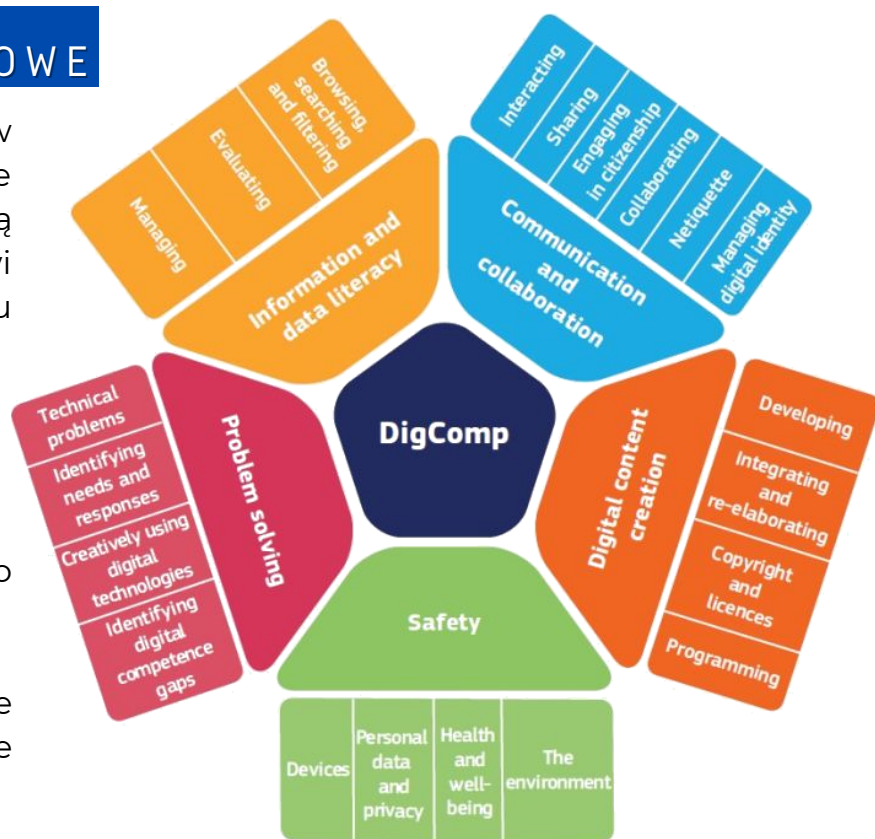 OWE
DigComp
Information and
data literacy
Managing
Evaluating
Browsing,
searching
and filtering
Communication
and
collaboration
Interacting
Sharing
Engaging
in citizenship
Collaborating
Netiquette
Managing
digital identity
Digital content
creation
Developing
Integrating
and
re-elaborating
Copyright
and
licences
Programming
Safety
Devices
Personal
data
and
privacy
Health
and
well-
being
The
environment
Problem solving
Technical
problems
Identifying
needs and
responses
Creatively using
digital
technologies
Identifying
digital
competence
gaps